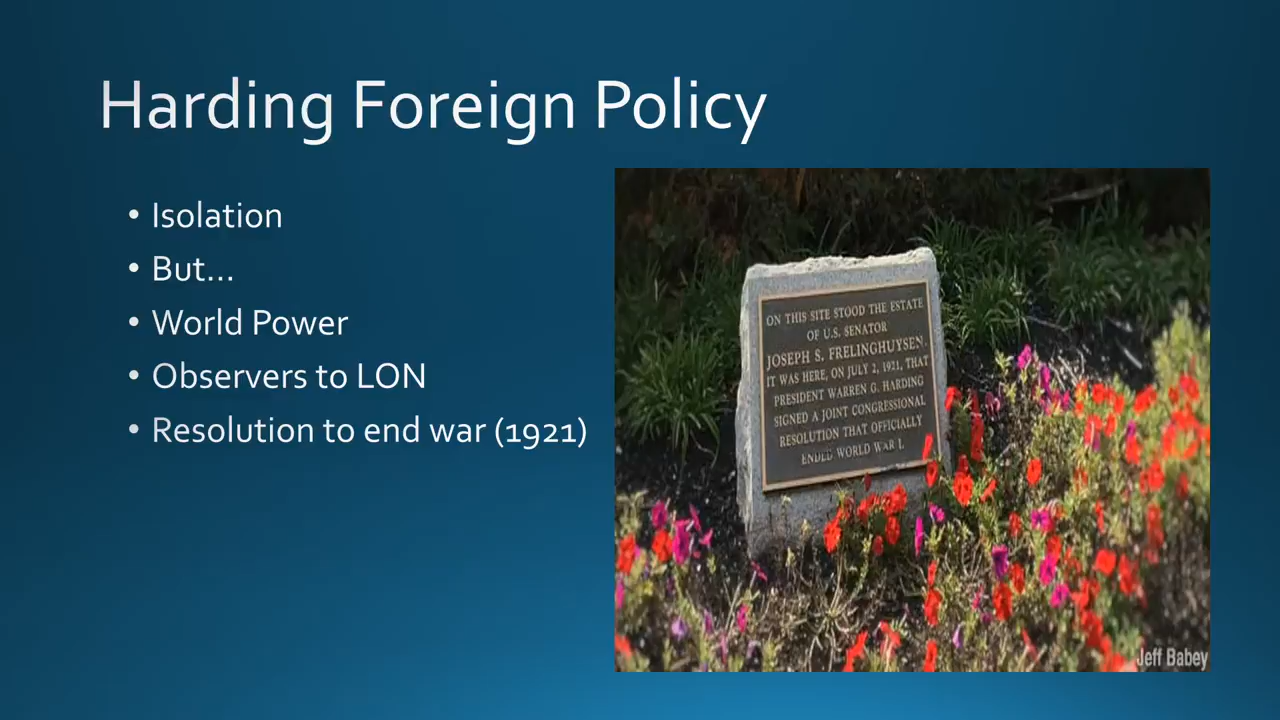 Harding Foreign Policy
• Isolation
• But...
• World Power
• Observers to LON
• Resolution to end war (1921)
ON THIS SITE STOOD THE ESTATE
OF U.S. SENATOR
JOSEPH S. FRELINGHUYSEN.
IT WAS HERE, ON JULY 2, 1921, THAT
PRESIDENT WARREN G. HARDING
SIGNED A JOINT CONGRESSIONAL
RESOLUTION THAT OFFICIALLY
ENDED WORLD WAR I.
Jeff Babey